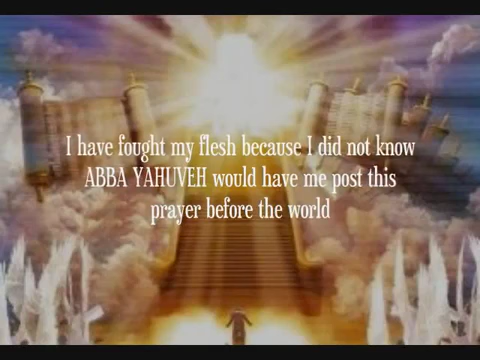 I have fought my flesh because I did not know
ABBA YAHUVEH would have me post this
prayer before the world